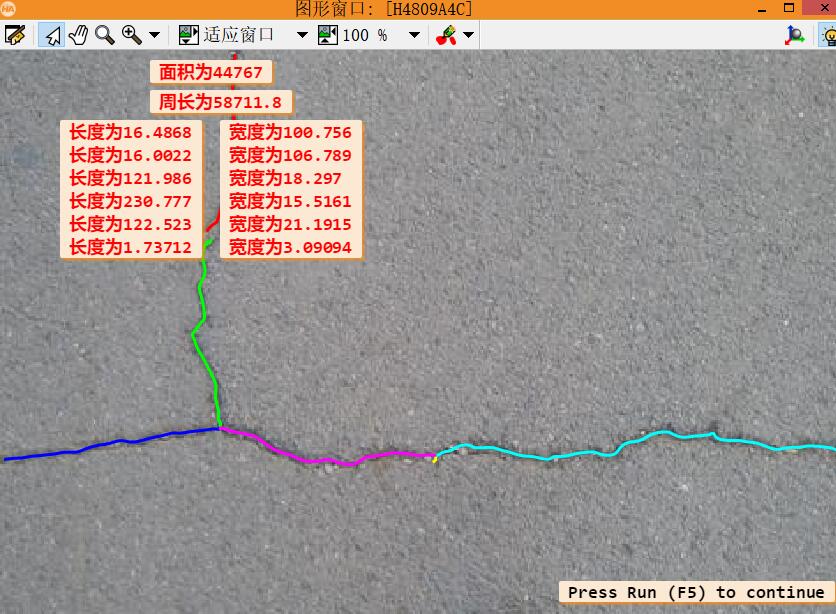 图形窗口: [H4809A4C]
适应窗口
100 %
面积为44767
周长为58711.8
长度为16.4868
长度为16.0022
长度为121.986
长度为230.777
长度为122.523
长度为1.73712
宽度为100.756
宽度为106.789
宽度为18.297
宽度为15.5161
宽度为21.1915
宽度为3.09094
Press Run (F5) to continue